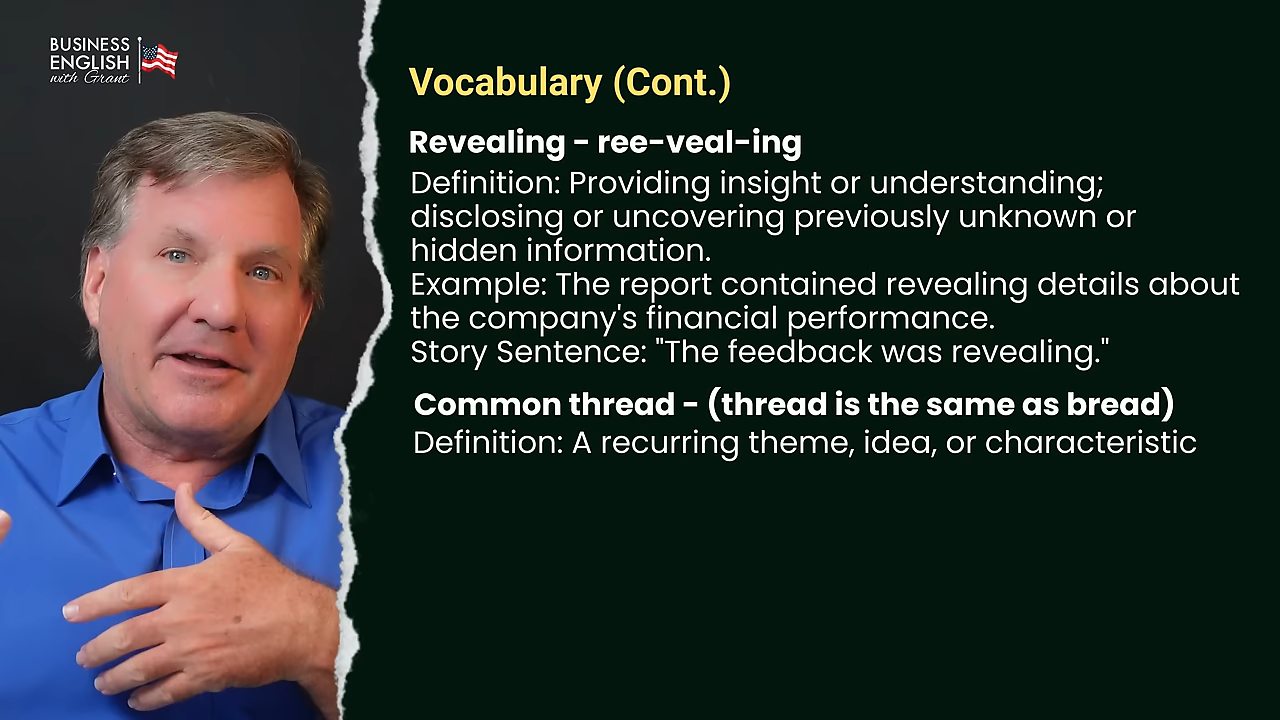 BUSINESS
ENGLISH
with Grant
Vocabulary (Cont.)
Revealing - ree-veal-ing
Definition: Providing insight or understanding;
disclosing or uncovering previously unknown or
hidden information.
Example: The report contained revealing details about
the company's financial performance.
Story Sentence: "The feedback was revealing."
Common thread - (thread is the same as bread)
Definition: A recurring theme, idea, or characteristic